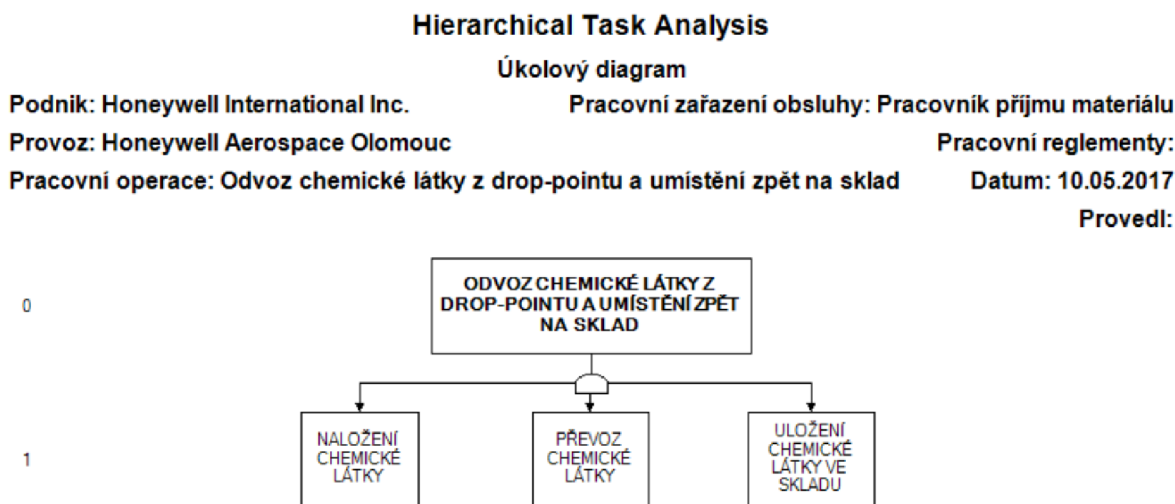 Hierarchical Task Analysis
Úkolový diagram
Podnik: Honeywell International Inc. Pracovní zařazení obsluhy: Pracovník příjmu materiálu
Provoz: Honeywell Aerospace Olomouc Pracovní reglementy:
Pracovní operace: Odvoz chemické látky z drop-pointu a umístění zpět na sklad Datum: 10.05.2017
Provedl:
0
ODVOZ CHEMICKÉ LÁTKY Z
DROP-POINTU A UMÍSTĚNÍ ZPĚT
NA SKLAD
1
NALOŽENÍ
CHEMICKÉ
LÁTKY
PŘEVOZ
CHEMICKÉ
LÁTKY
ULOŽENÍ
CHEMICKÉ
LÁTKY VE
SKLADU